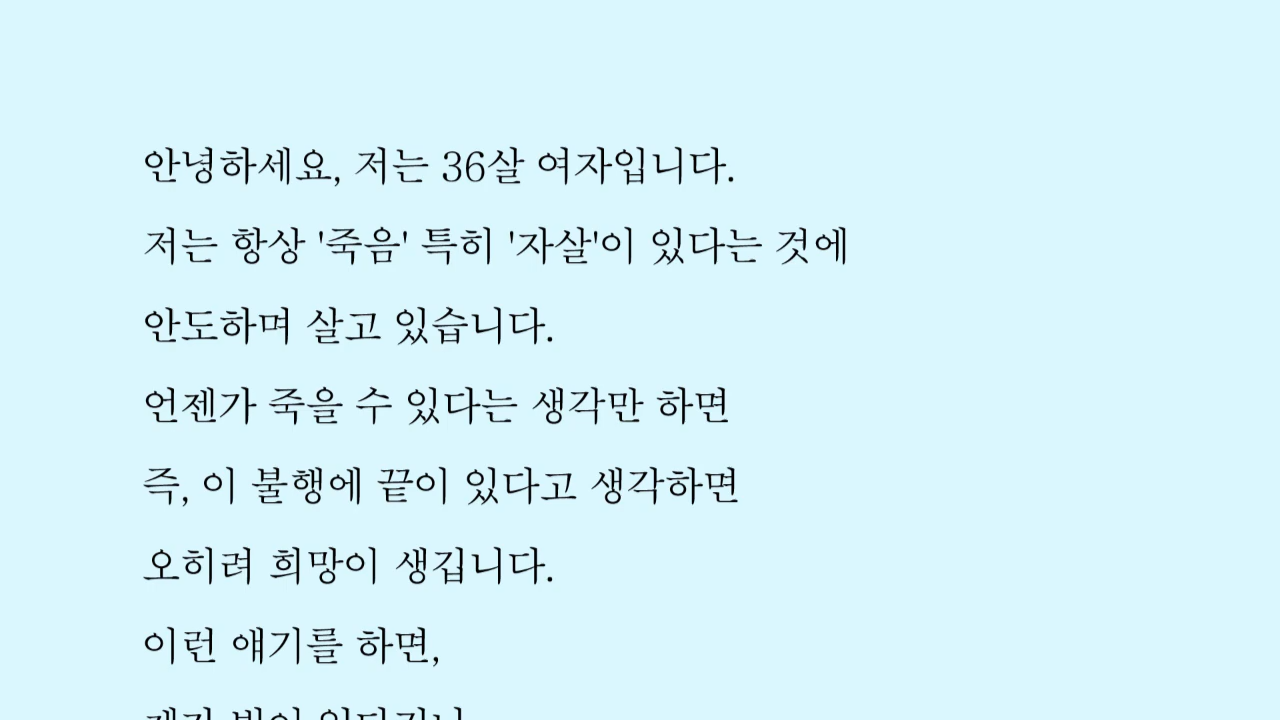 안녕하세요, 저는 36살 여자입니다.
저는 항상 '죽음' 특히 '자살'이 있다는 것에
안도하며 살고 있습니다.
언젠가 죽을 수 있다는 생각만 하면
즉, 이 불행에 끝이 있다고 생각하면
오히려 희망이 생깁니다.
이런 얘기를 하면,